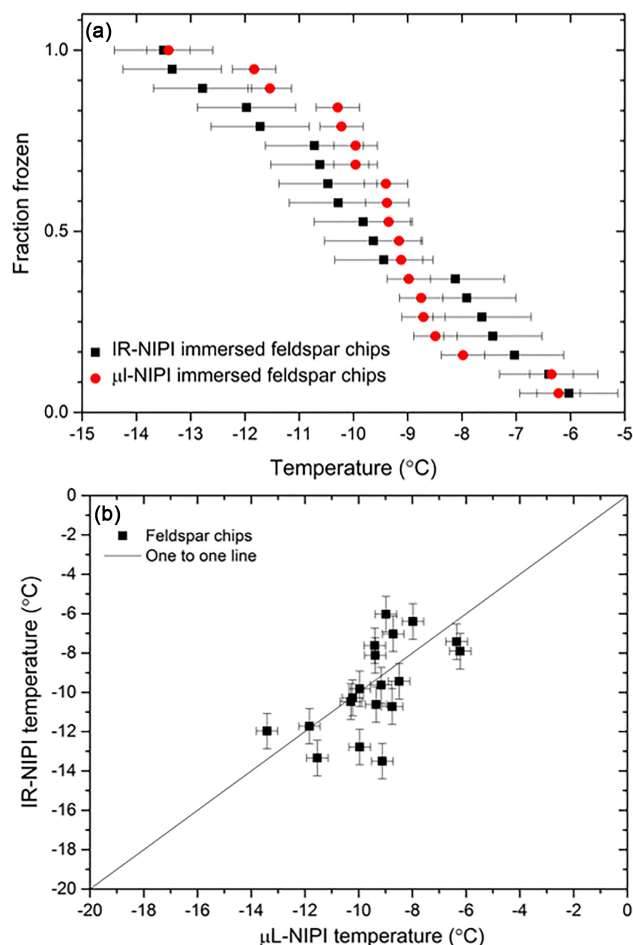 (a)
1.0
0.5
0.0
Fraction frozen
IR-NIPI immersed feldspar chips
μl-NIPI immersed feldspar chips
-15 -14 -13 -12 -11 -10 -9 -8 -7 -6 -5
Temperature (°C)
(b)
Feldspar chips
One to one line
0
-2
-4
-6
-8
-10
-12
-14
-16
-18
-20
IR-NIPI temperature (°C)
-20 -18 -16 -14 -12 -10 -8 -6 -4 -2 0
μL-NIPI temperature (°C)